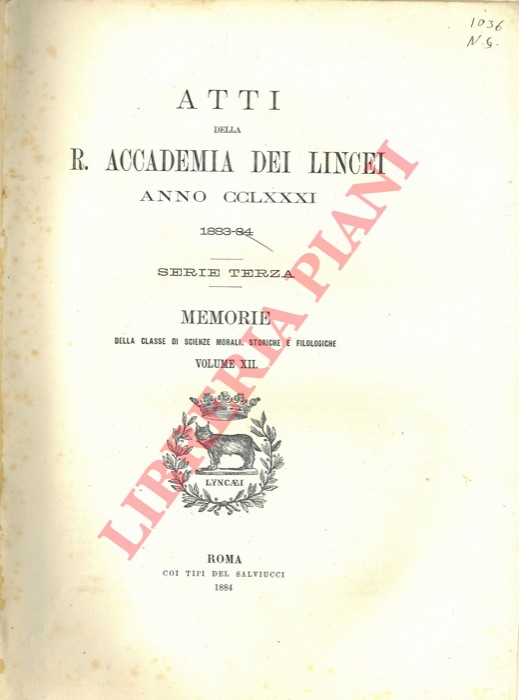 1036
N. S.
ATTI
DELLA
R. ACCADEMIA DEI LINCEI
ANNO CCLXXXI
1883-84
SERIE TERZA
MEMORIE
DELLA CLASSE DI SCIENZE MORALI, STORICHE E FILOLOGICHE
VOLUME XII.
LYNCÆI
ROMA
COI TIPI DEL SALVIUCCI
1884
LIBRERIA PIANI